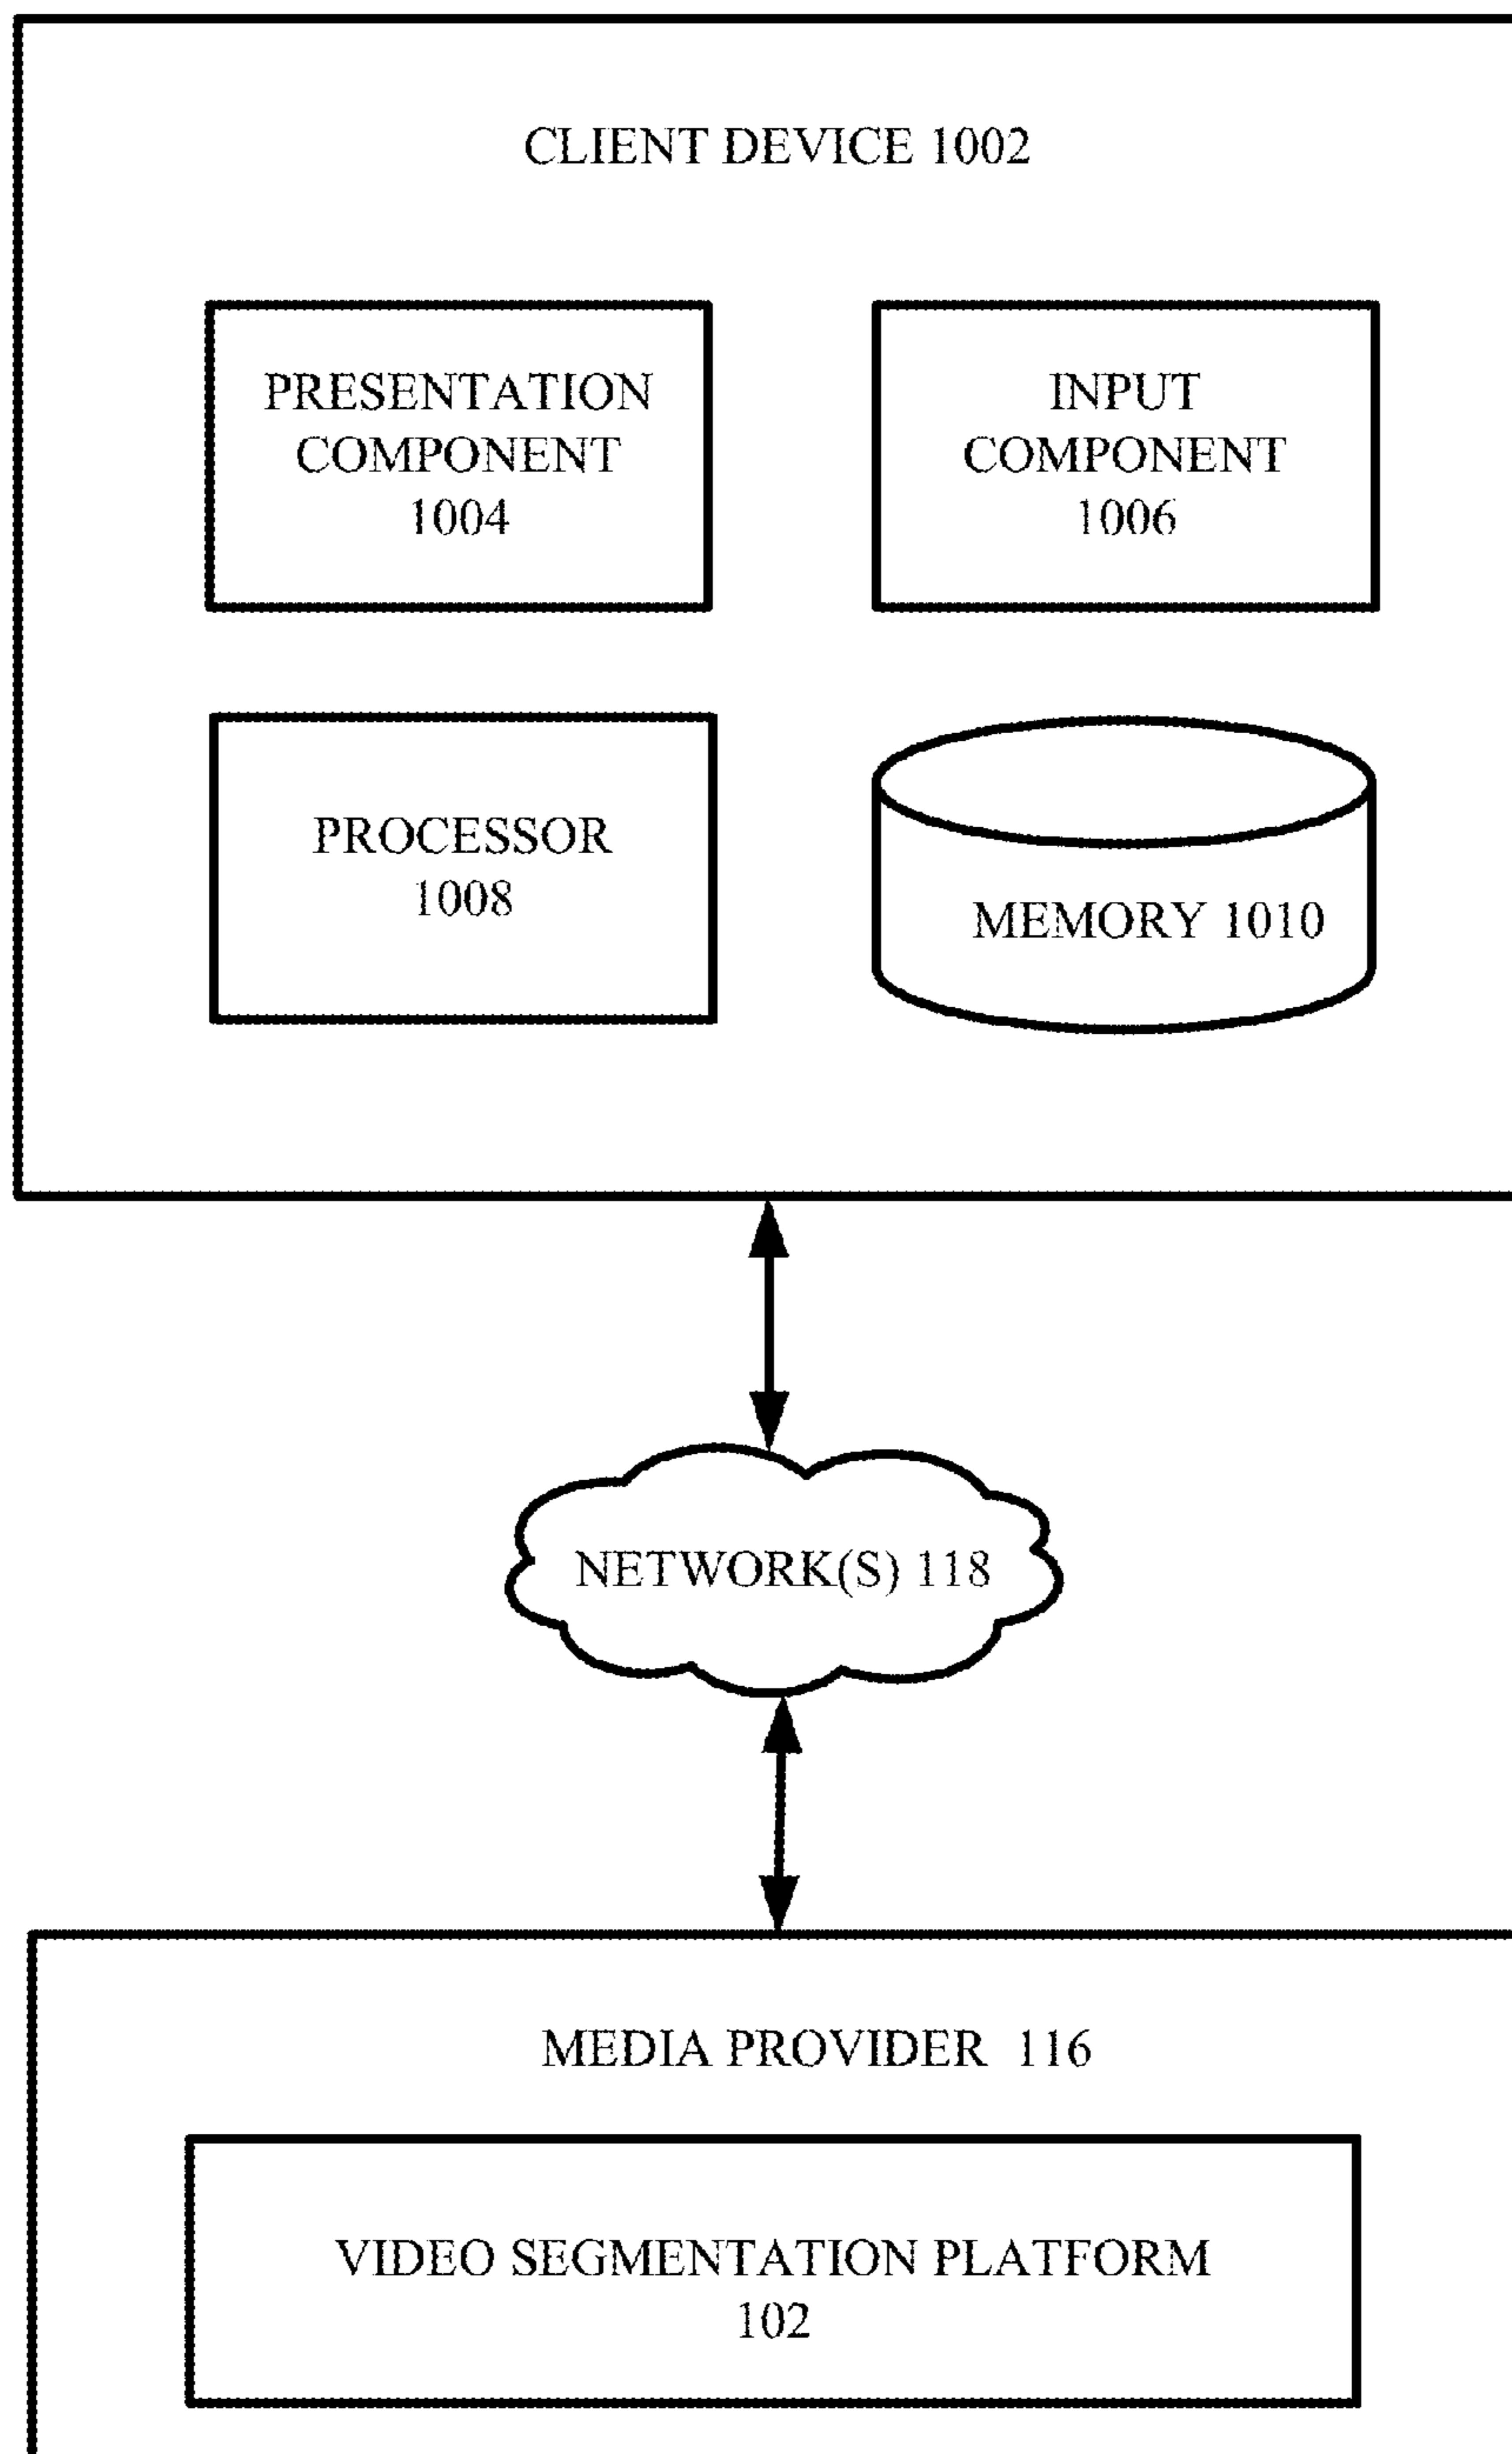 CLIENT DEVICE 1002
PRESENTATION
COMPONENT
1004
INPUT
COMPONENT
1006
PROCESSOR
1008
MEMORY 1010
NETWORK(S) 118
MEDIA PROVIDER 116
VIDEO SEGMENTATION PLATFORM
102